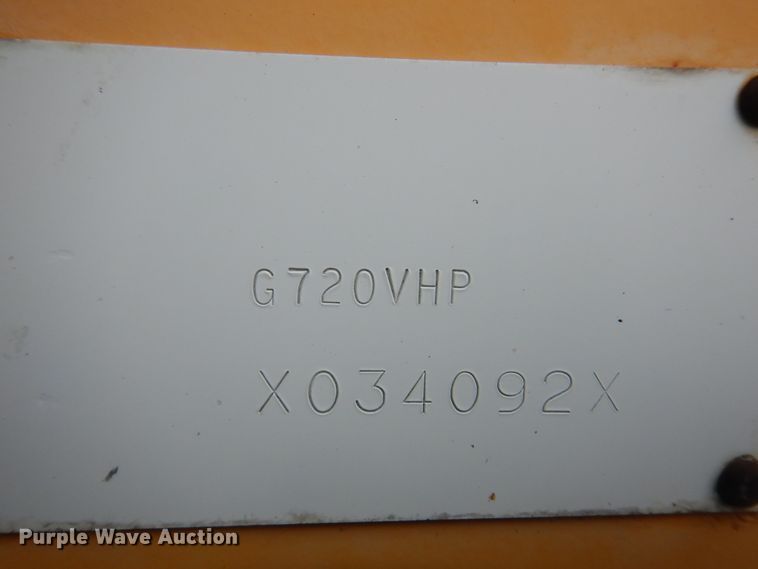 G720VHP
X034092X
Purple Wave Auction